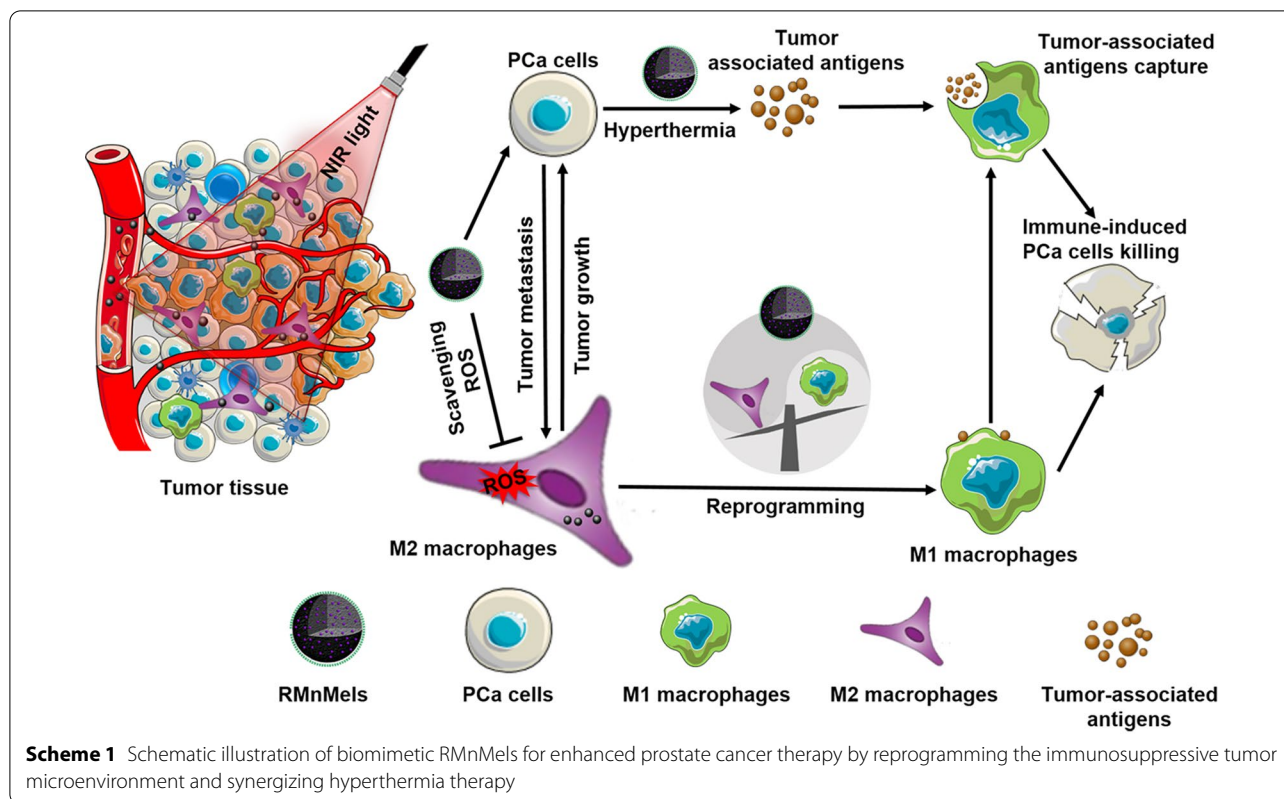 PCa cells
Tumor
associated antigens
Tumor-associated
antigens capture
NIR light
Hyperthermia
Immune-induced
PCa cells killing
Scavenging
ROS
Tumor metastasis
Tumor growth
Tumor tissue
ROS
M2 macrophages
Reprogramming
M1 macrophages
RMnMels
PCa cells
M1 macrophages
M2 macrophages
Tumor-associated
antigens
Scheme 1 Schematic illustration of biomimetic RMnMels for enhanced prostate cancer therapy by reprogramming the immunosuppressive tumor
microenvironment and synergizing hyperthermia therapy